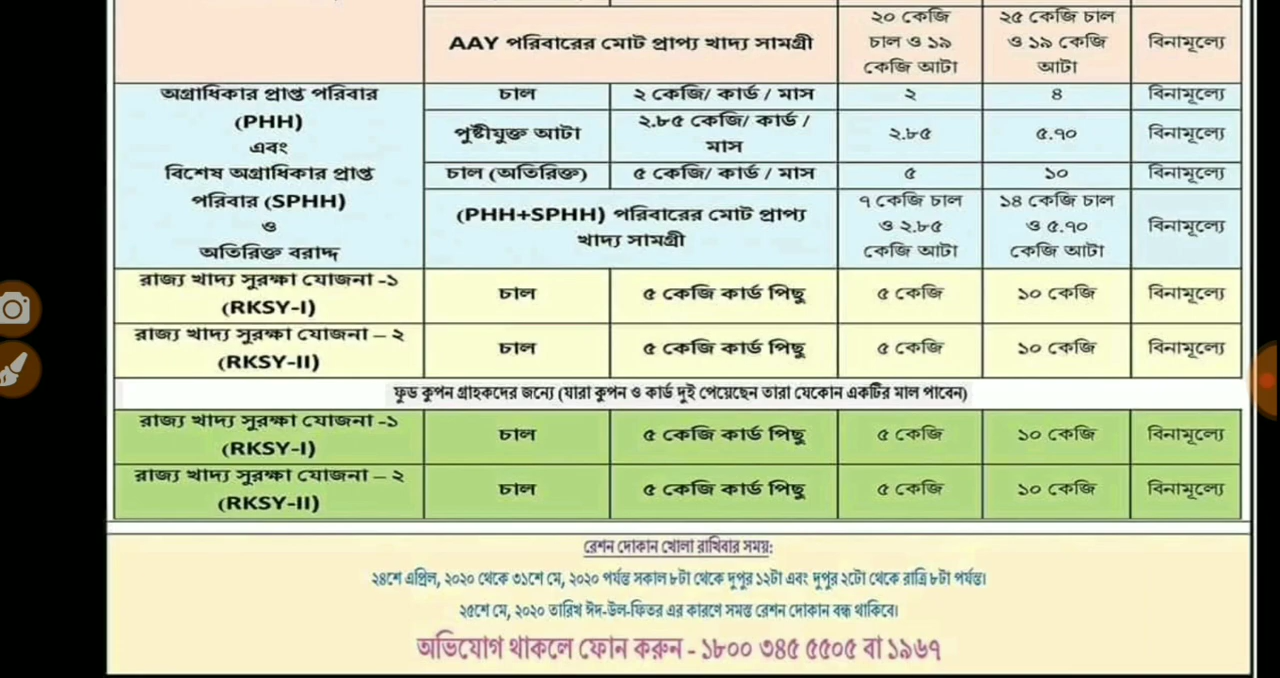 AAY পরিবারের মোট প্রাপ্য খাদ্য সামগ্রী
২০ কেজি
চাল ও ১৯
কেজি আটা
২৫ কেজি চাল
ও ১৯ কেজি
আটা
বিনামূল্যে
অগ্রাধিকার প্রাপ্ত পরিবার
(PHH)
এবং
বিশেষ অগ্রাধিকার প্রাপ্ত
পরিবার (SPHH)
ও
অতিরিক্ত বরাদ্দ
চাল
২ কেজি/ কার্ড / মাস
২
৪
বিনামূল্যে
পুষ্টীযুক্ত আটা
২.৮৫ কেজি/ কার্ড /
মাস
২.৮৫
৫.৭০
বিনামূল্যে
চাল (অতিরিক্ত)
৫ কেজি/ কার্ড / মাস
৫
১০
বিনামূল্যে
(PHH+SPHH) পরিবারের মোট প্রাপ্য
খাদ্য সামগ্রী
৭ কেজি চাল
ও ২.৮৫
কেজি আটা
১৪ কেজি চাল
ও ৫.৭০
কেজি আটা
বিনামূল্যে
রাজ্য খাদ্য সুরক্ষা যোজনা -১
(RKSY-I)
চাল
৫ কেজি কার্ড পিছু
৫ কেজি
১০ কেজি
বিনামূল্যে
রাজ্য খাদ্য সুরক্ষা যোজনা – ২
(RKSY-II)
চাল
৫ কেজি কার্ড পিছু
৫ কেজি
১০ কেজি
বিনামূল্যে
ফুড কুপন গ্রাহকদের জন্যে (যারা কুপন ও কার্ড দুই পেয়েছেন তারা যেকোন একটির মাল পাবেন)
রাজ্য খাদ্য সুরক্ষা যোজনা -১
(RKSY-I)
চাল
৫ কেজি কার্ড পিছু
৫ কেজি
১০ কেজি
বিনামূল্যে
রাজ্য খাদ্য সুরক্ষা যোজনা – ২
(RKSY-II)
চাল
৫ কেজি কার্ড পিছু
৫ কেজি
১০ কেজি
বিনামূল্যে
রেশন দোকান খোলা রাখিবার সময়:
২৪শে এপ্রিল, ২০২০ থেকে ৩১শে মে, ২০২০ পর্যন্ত সকাল ৮টা থেকে দুপুর ১২টা এবং দুপুর ২টো থেকে রাত্রি ৮টা পর্যন্ত।
২৫শে মে, ২০২০ তারিখ ঈদ-উল-ফিতর এর কারণে সমস্ত রেশন দোকান বন্ধ থাকিবে।
অভিযোগ থাকলে ফোন করুন - ১৮০০ ৩৪৫ ৫৫০৫ বা ১৯৬৭